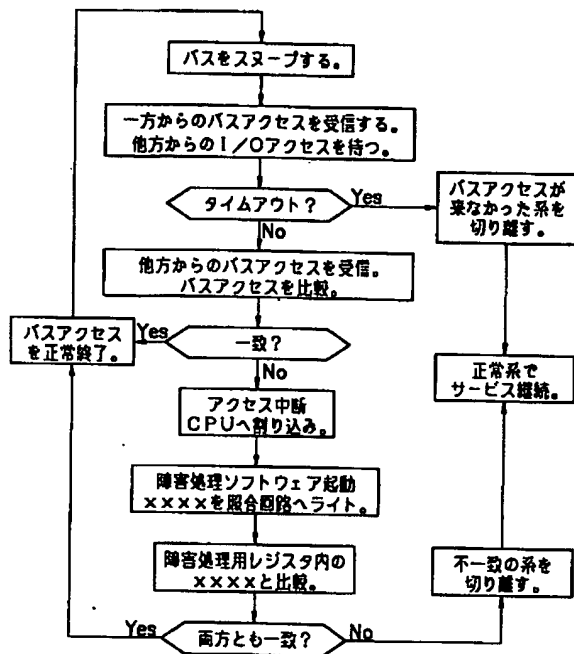 バスをスヌープする。
一方からのバスアクセスを受信する。
他方からのI/Oアクセスを待つ。
タイムアウト?
Yes
バスアクセスが
来なかった系を
切り離す。
No
他方からのバスアクセスを受信。
バスアクセスを比較。
バスアクセス
を正常終了。
Yes
一致?
正常系で
サービス継続。
No
アクセス中断
CPUへ割り込み。
障害処理ソフトウェア起動
××××を照合回路へライト。
障害処理用レジスタ内の
××××と比較。
不一致の系を
切り離す。
Yes
両方とも一致?
No